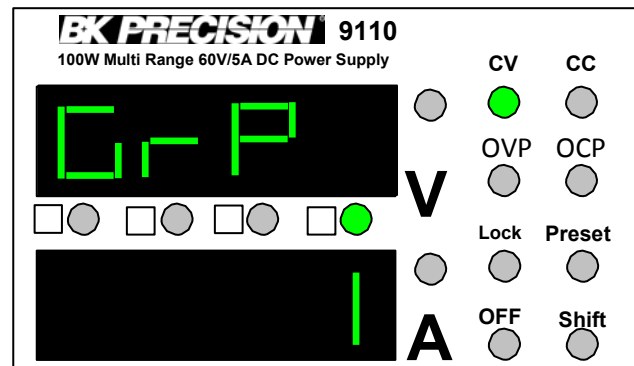 BK PRECISION® 9110
100W Multi Range 60V/5A DC Power Supply
CV CC
GrP
OVP OCP
V
Lock Preset
1
A
OFF Shift